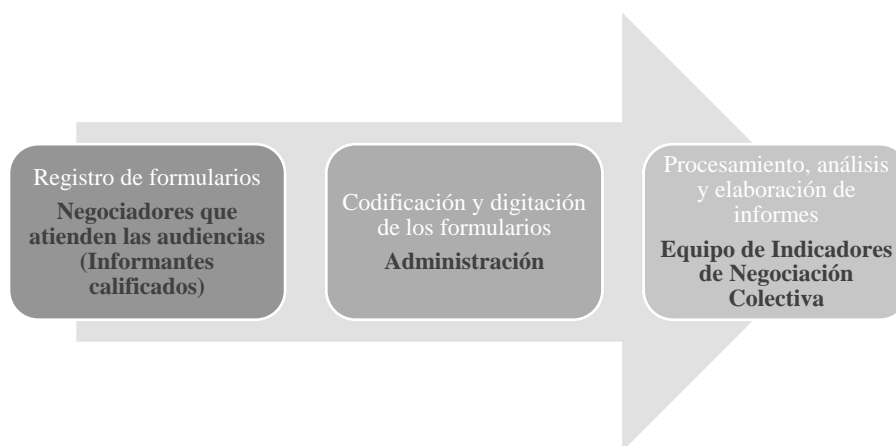 Registro de formularios
Negociadores que
atienden las audiencias
(Informantes
calificados)
Codificación y digitación
de los formularios
Administración
Procesamiento, análisis
y elaboración de
informes
Equipo de Indicadores
de Negociación
Colectiva